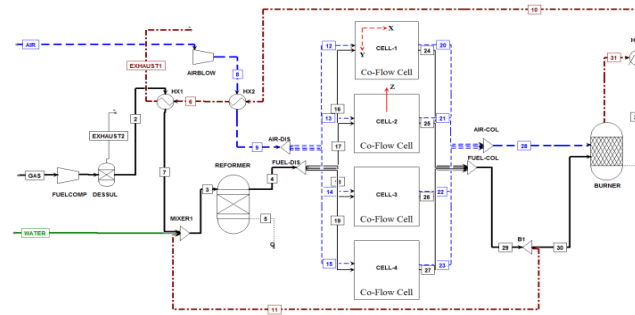 10
AIR
AIRBLOW
EXHAUST1
8
HX1
6
HX2
2
EXHAUST2
GAS
FUELCOMP
DESSUL
7
9
AIR-DIS
REFORMER
FUEL-DIS
3
4
5
Q
MIXER1
WATER
11
12
CELL-1
X
Y
Co-Flow Cell
20
24
16
Z
13
CELL-2
Co-Flow Cell
21
25
17
14
CELL-3
Co-Flow Cell
22
26
19
15
CELL-4
Co-Flow Cell
23
27
AIR-COL
FUEL-COL
28
29
B1
30
BURNER
31
H